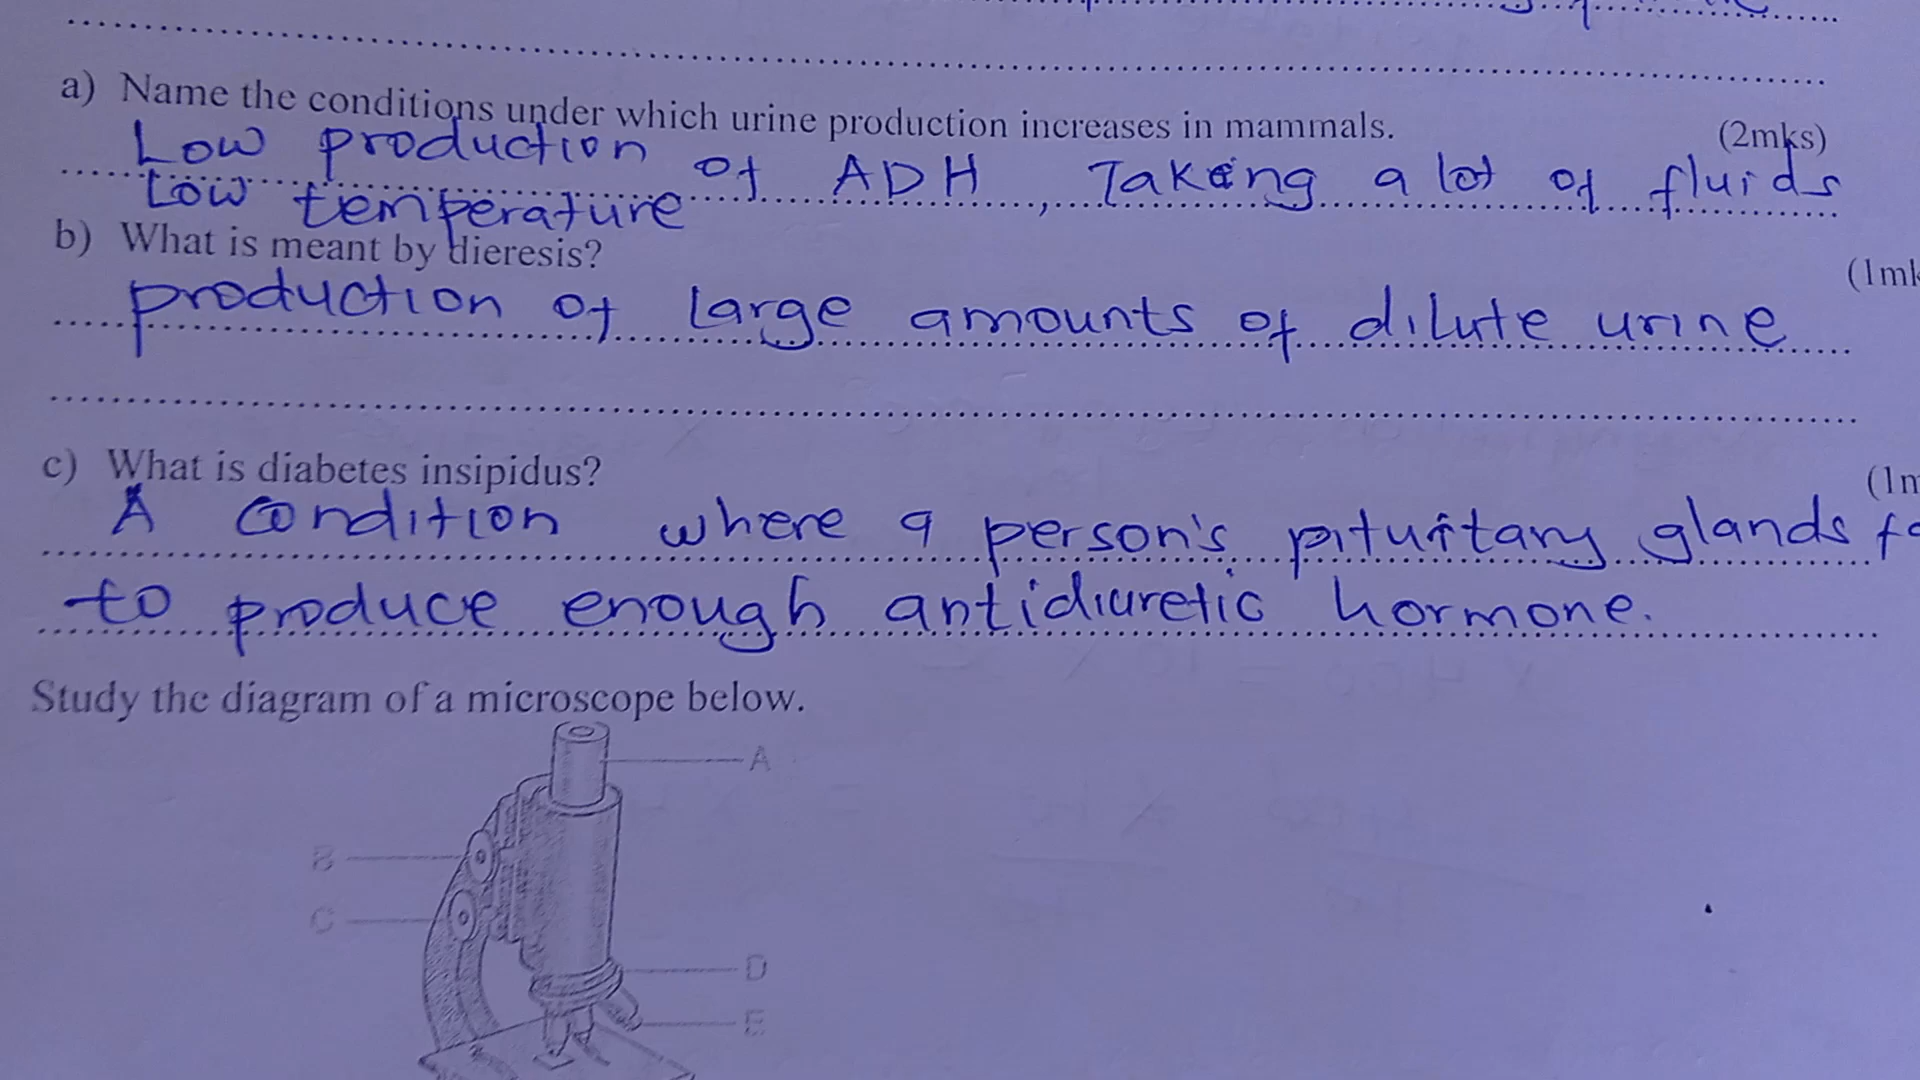 a) Name the conditions under which urine production increases in mammals. (2mks)
Low production of ADH, Taking a lot of fluids
Low temperature
b) What is meant by dieresis? (1mk
production of large amounts of dilute urine
c) What is diabetes insipidus? (1m
A condition where a person's pituitary glands fa
to produce enough antidiuretic hormone.
Study the diagram of a microscope below.
A
B
C
D
E